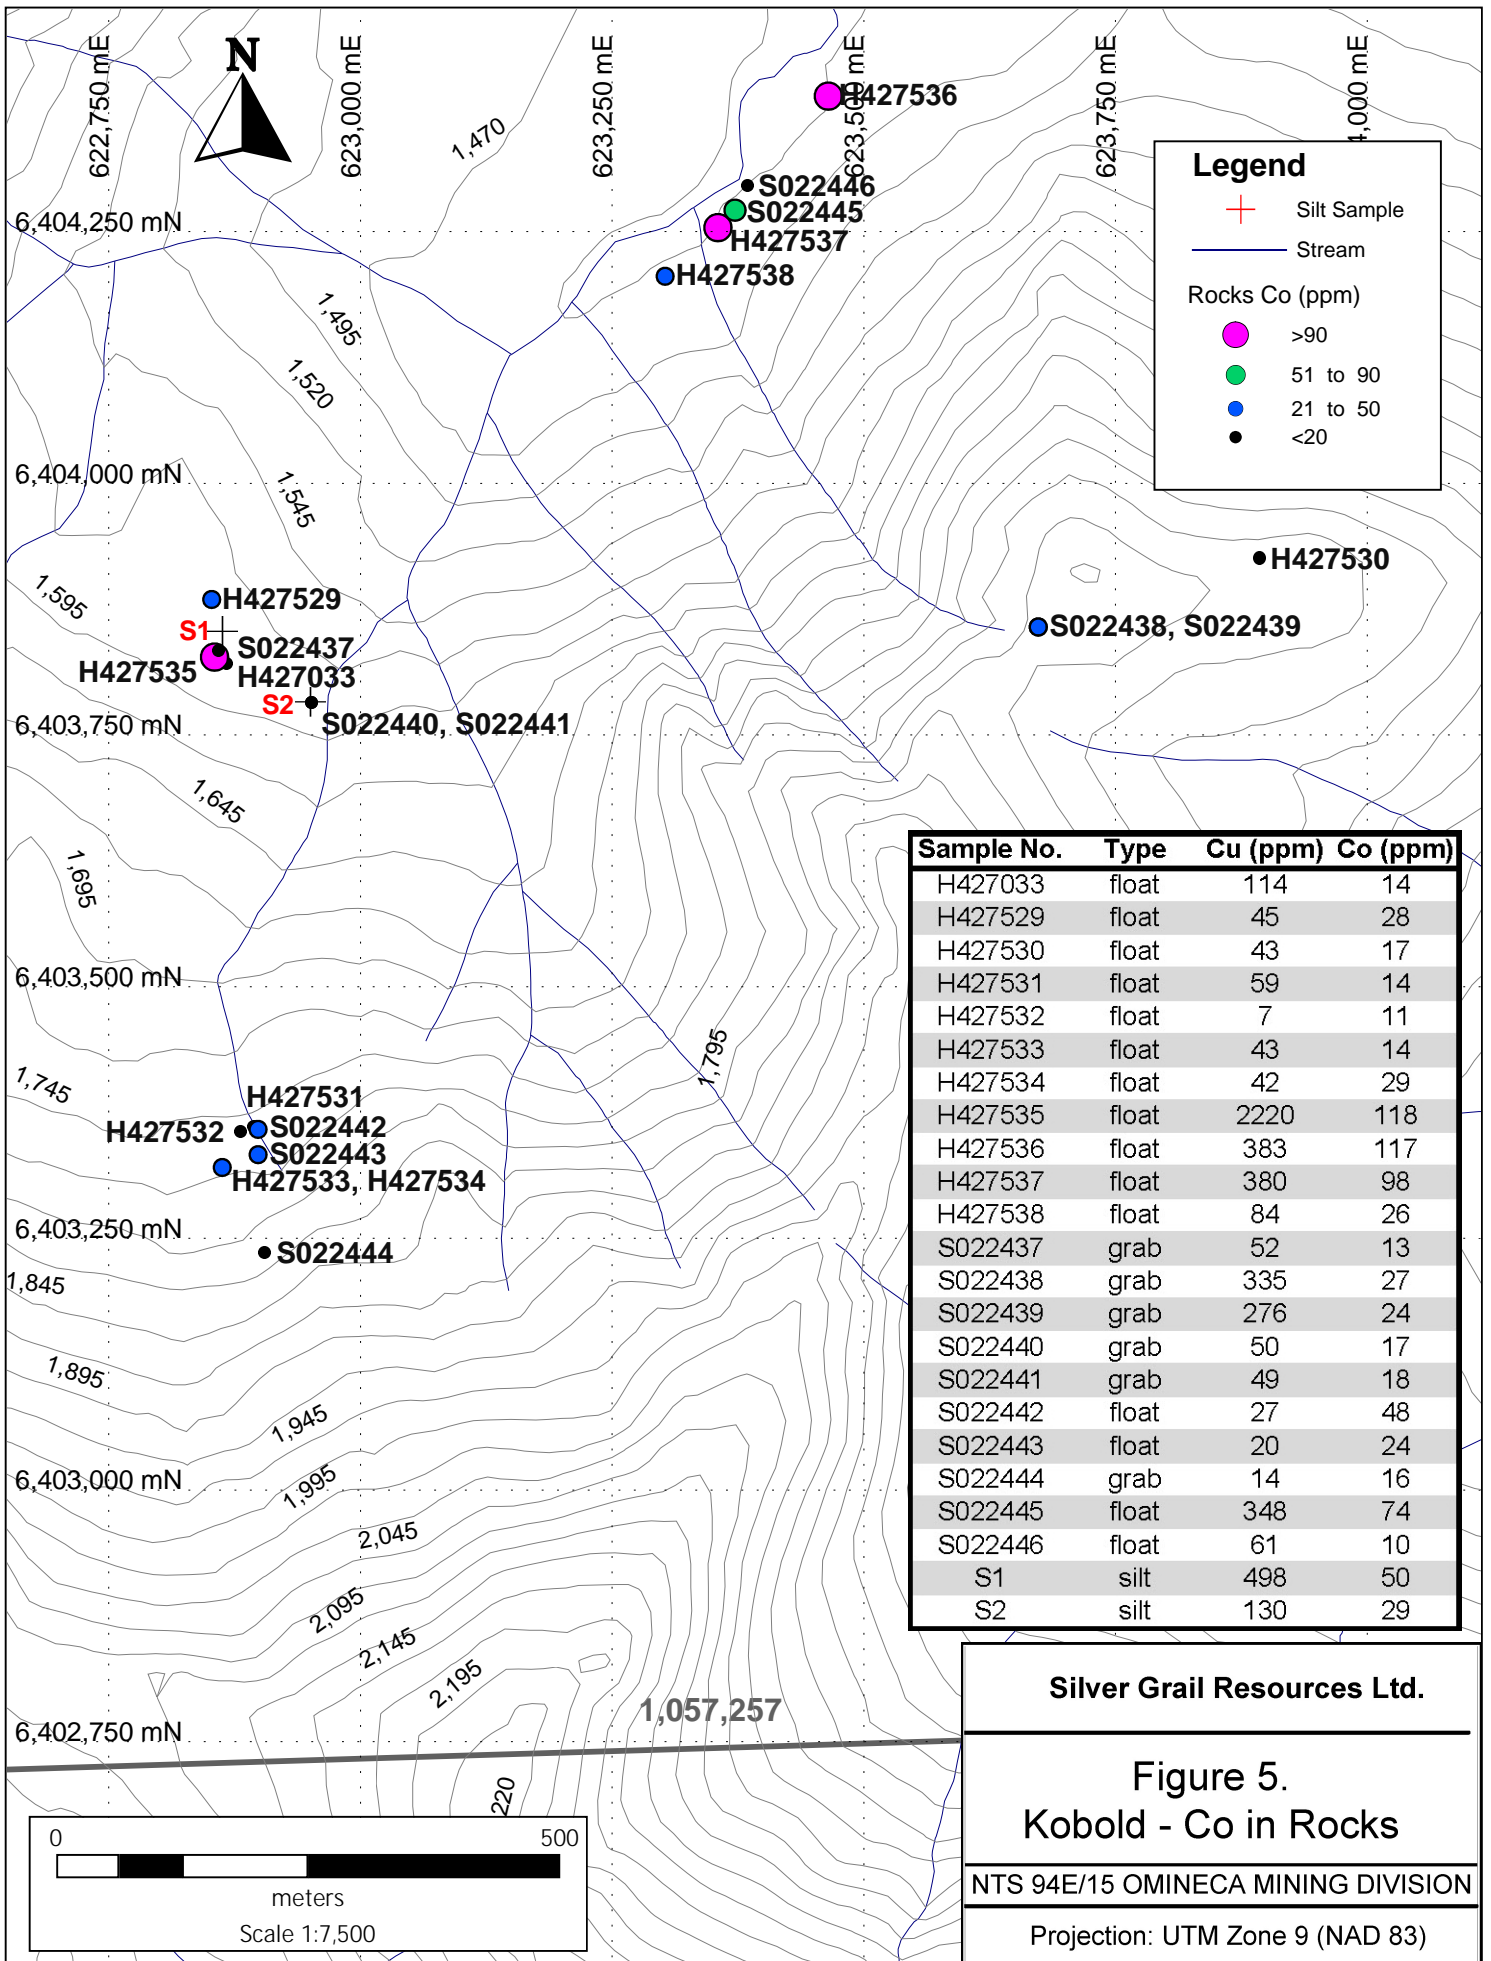 N
622,750 mE
623,000 mE
623,250 mE
623,500 mE
623,750 mE
4,000 mE
6,404,250 mN
6,404,000 mN
6,403,750 mN
6,403,500 mN
6,403,250 mN
6,403,000 mN
6,402,750 mN
1,470
1,495
1,520
1,545
1,595
1,645
1,695
1,745
1,795
1,845
1,895
1,945
1,995
2,045
2,095
2,145
2,195
220
H427536
S022446
S022445
H427537
H427538
H427530
S022438, S022439
H427529
S1
S022437
H427535
H427033
S2
S022440, S022441
H427531
H427532
S022442
S022443
H427533, H427534
S022444
1,057,257
Legend
Silt Sample
Stream
Rocks Co (ppm)
>90
51 to 90
21 to 50
<20
Sample No. Type Cu (ppm) Co (ppm)
H427033 float 114 14
H427529 float 45 28
H427530 float 43 17
H427531 float 59 14
H427532 float 7 11
H427533 float 43 14
H427534 float 42 29
H427535 float 2220 118
H427536 float 383 117
H427537 float 380 98
H427538 float 84 26
S022437 grab 52 13
S022438 grab 335 27
S022439 grab 276 24
S022440 grab 50 17
S022441 grab 49 18
S022442 float 27 48
S022443 float 20 24
S022444 grab 14 16
S022445 float 348 74
S022446 float 61 10
S1 silt 498 50
S2 silt 130 29
Silver Grail Resources Ltd.
Figure 5.
Kobold - Co in Rocks
NTS 94E/15 OMINECA MINING DIVISION
Projection: UTM Zone 9 (NAD 83)
0 500
meters
Scale 1:7,500